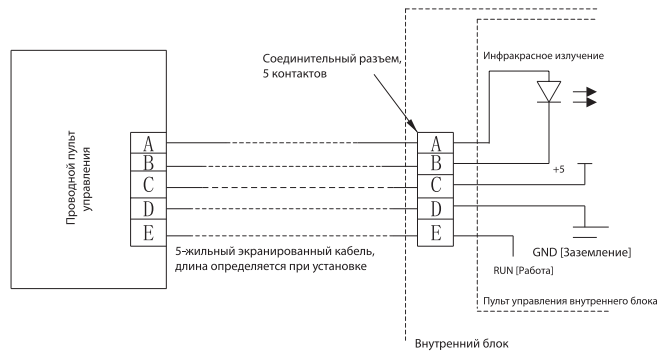 Соединительный разъем,
5 контактов
Инфракрасное излучение
Проводной пульт
управления
A
B
C
D
E
A
B
C
D
E
+5
5-жильный экранированный кабель,
длина определяется при установке
GND [Заземление]
RUN [Работа]
Пульт управления внутреннего блока
Внутренний блок